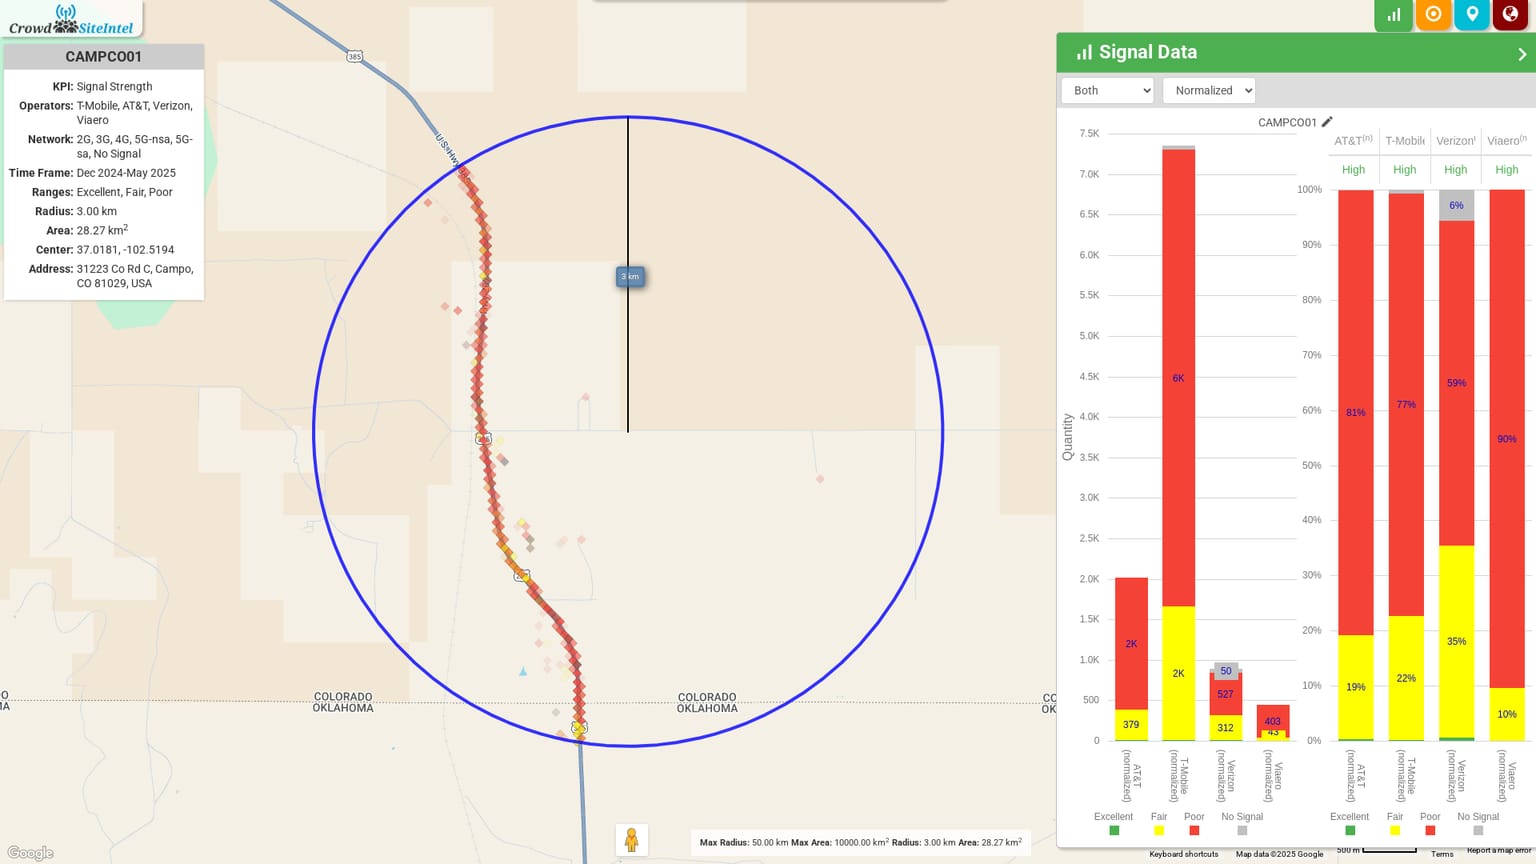 Crowd SiteIntel
CAMPCO01
KPI: Signal Strength
Operators: T-Mobile, AT&T, Verizon,
Viaero
Network: 2G, 3G, 4G, 5G-nsa, 5G-
sa, No Signal
Time Frame: Dec 2024-May 2025
Ranges: Excellent, Fair, Poor
Radius: 3.00 km
Area: 28.27 km2
Center: 37.0181, -102.5194
Address: 31223 Co Rd C, Campo,
CO 81029, USA
385
U.S. Hwy
3 km
COLORADO
OKLAHOMA
COLORADO
OKLAHOMA
CO
OK
Google
Max Radius: 50.00 km Max Area: 10000.00 km2 Radius: 3.00 km Area: 28.27 km2
Signal Data
Both
Normalized
CAMPCO01
Quantity
7.5K
7.0K
6.5K
6.0K
5.5K
5.0K
4.5K
4.0K
3.5K
3.0K
2.5K
2.0K
1.5K
1.0K
500
0
2K
379
6K
2K
50
527
312
403
43
AT&T (normalized)
T-Mobile (normalized)
Verizon (normalized)
Viaero (normalized)
Excellent Fair Poor No Signal
AT&T(n) T-Mobile Verizon Viaero(n
High High High High
100%
90%
80%
70%
60%
50%
40%
30%
20%
10%
0%
81%
19%
77%
22%
6%
59%
35%
90%
10%
AT&T (normalized)
T-Mobile (normalized)
Verizon (normalized)
Viaero (normalized)
Excellent Fair Poor No Signal
Keyboard shortcuts Map data ©2025 Google 500 m Terms Report a map error